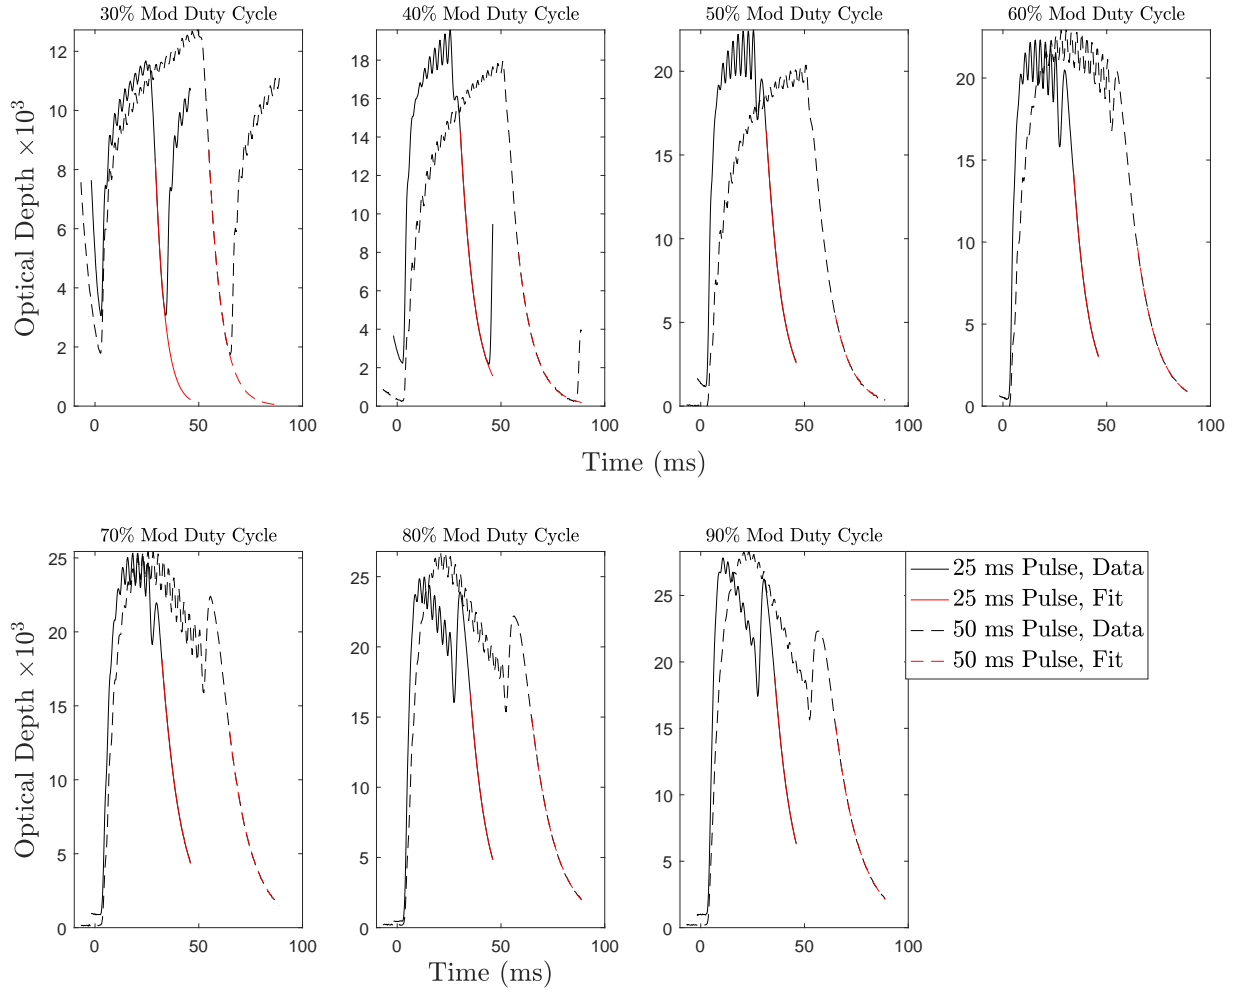 30% Mod Duty Cycle
40% Mod Duty Cycle
50% Mod Duty Cycle
60% Mod Duty Cycle
Optical Depth ×10³
12
10
8
6
4
2
0
0 50 100
18
16
14
12
10
8
6
4
2
0
0 50 100
20
15
10
5
0
0 50 100
20
15
10
5
0
0 50 100
Time (ms)
70% Mod Duty Cycle
80% Mod Duty Cycle
90% Mod Duty Cycle
Optical Depth ×10³
25
20
15
10
5
0
0 50 100
25
20
15
10
5
0
0 50 100
25
20
15
10
5
0
0 50 100
25 ms Pulse, Data
25 ms Pulse, Fit
50 ms Pulse, Data
50 ms Pulse, Fit
Time (ms)